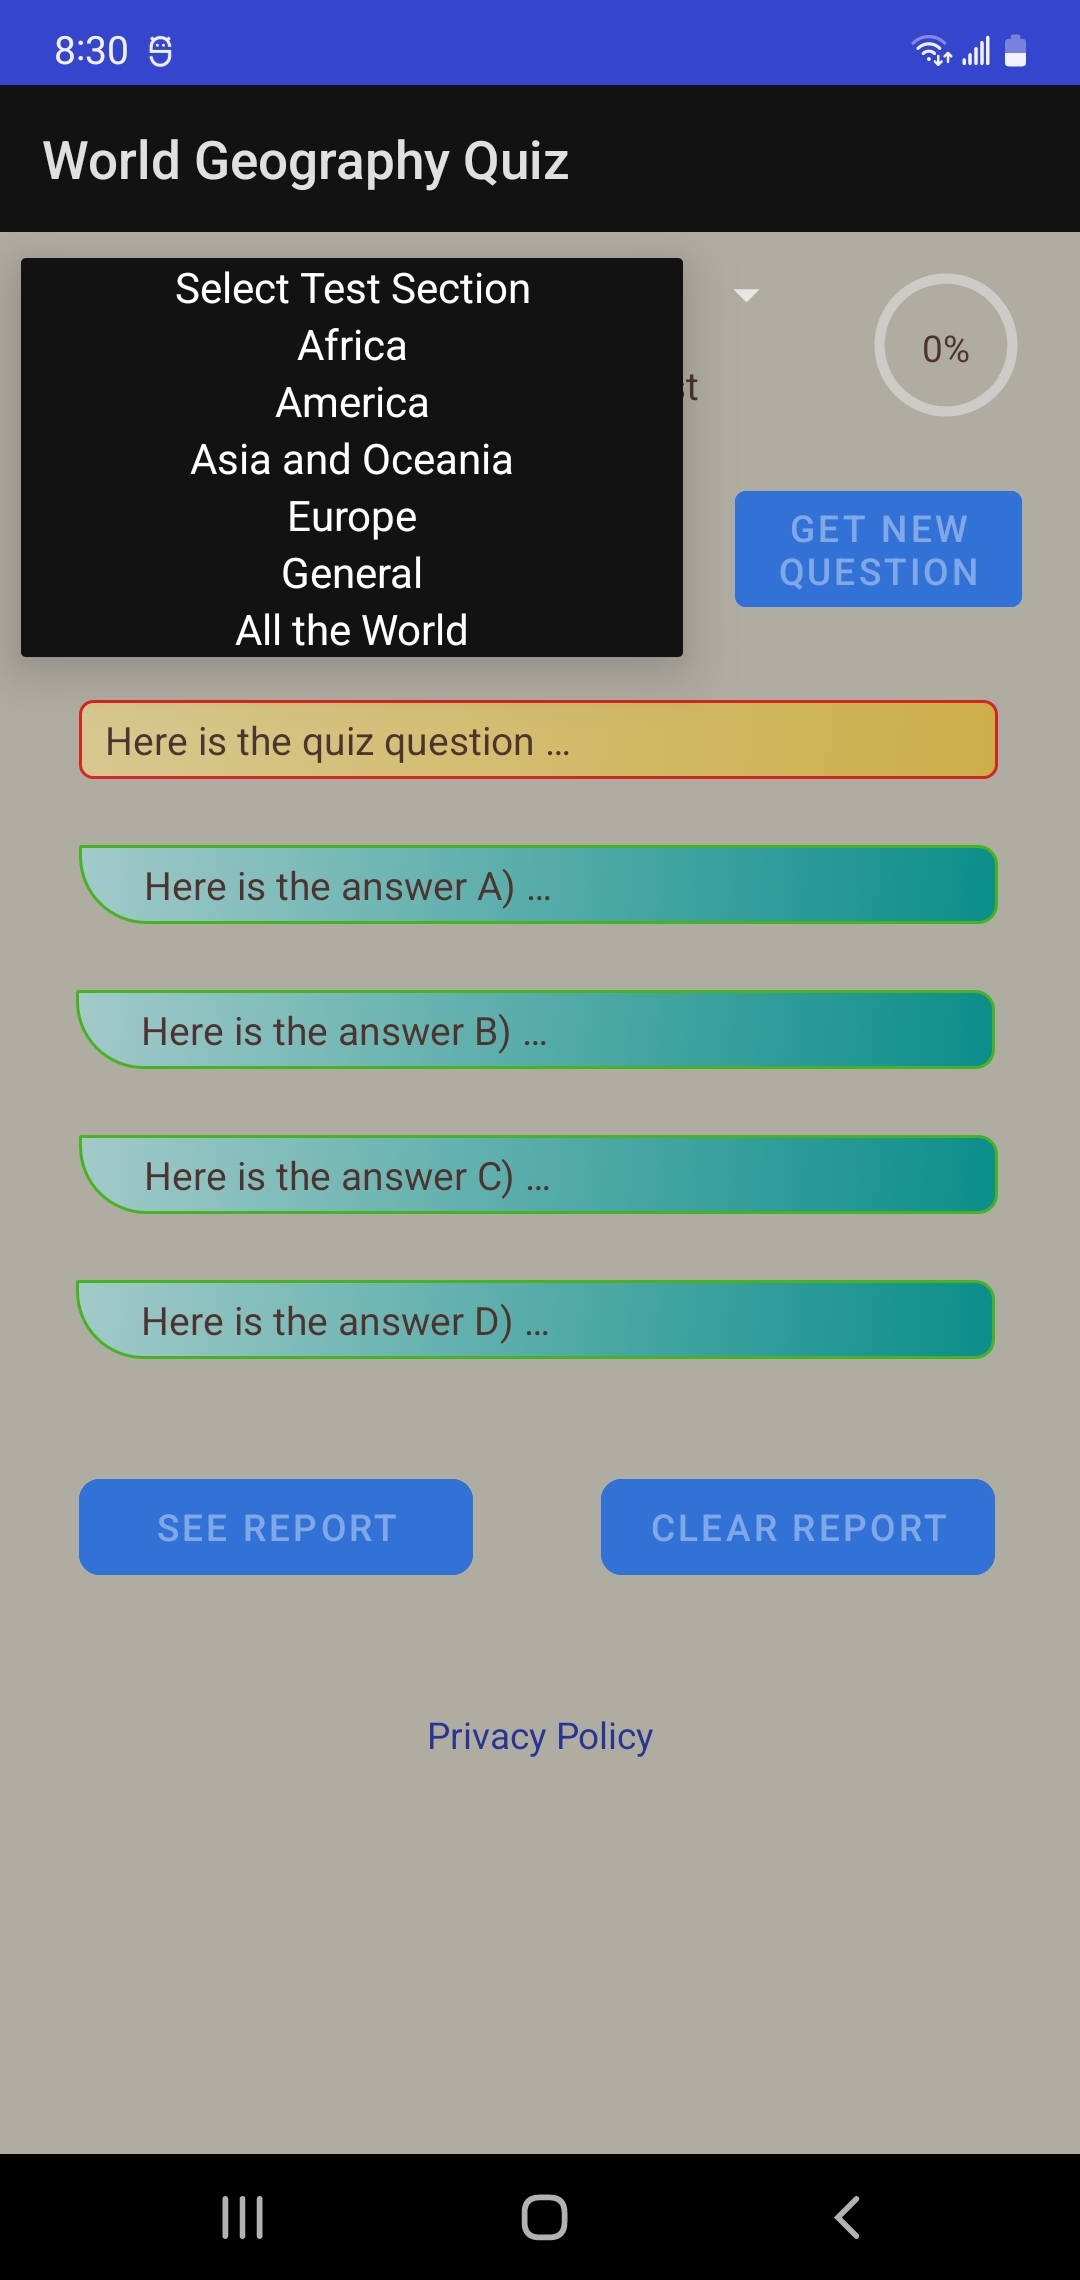 8:30
World Geography Quiz
Select Test Section
Africa
America
Asia and Oceania
Europe
General
All the World
0%
GET NEW
QUESTION
Here is the quiz question ...
Here is the answer A) ...
Here is the answer B) ...
Here is the answer C) ...
Here is the answer D) ...
SEE REPORT
CLEAR REPORT
Privacy Policy